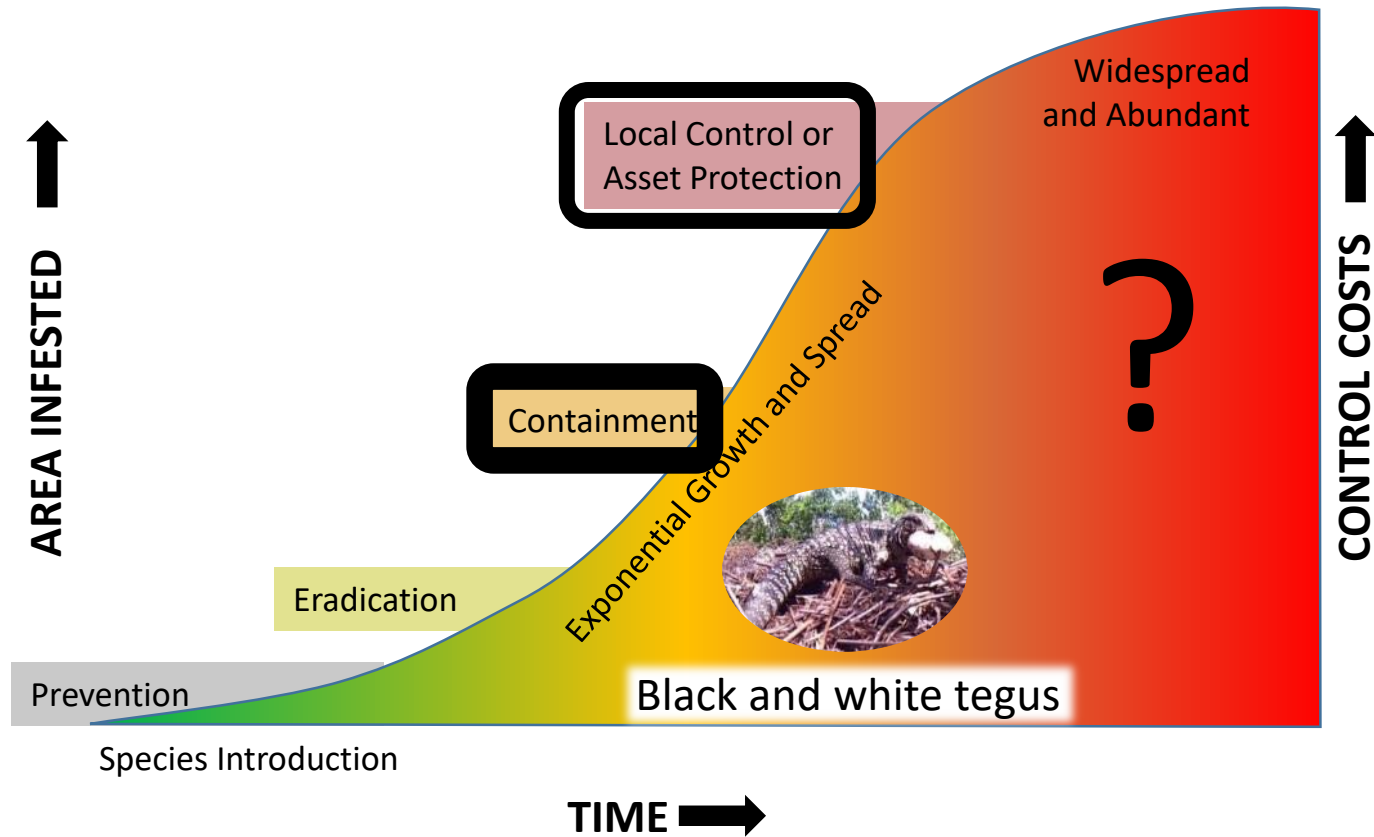 Widespread
and Abundant
Local Control or
Asset Protection
AREA INFESTED
CONTROL COSTS
?
Exponential Growth and Spread
Containment
Eradication
Prevention
Black and white tegus
Species Introduction
TIME